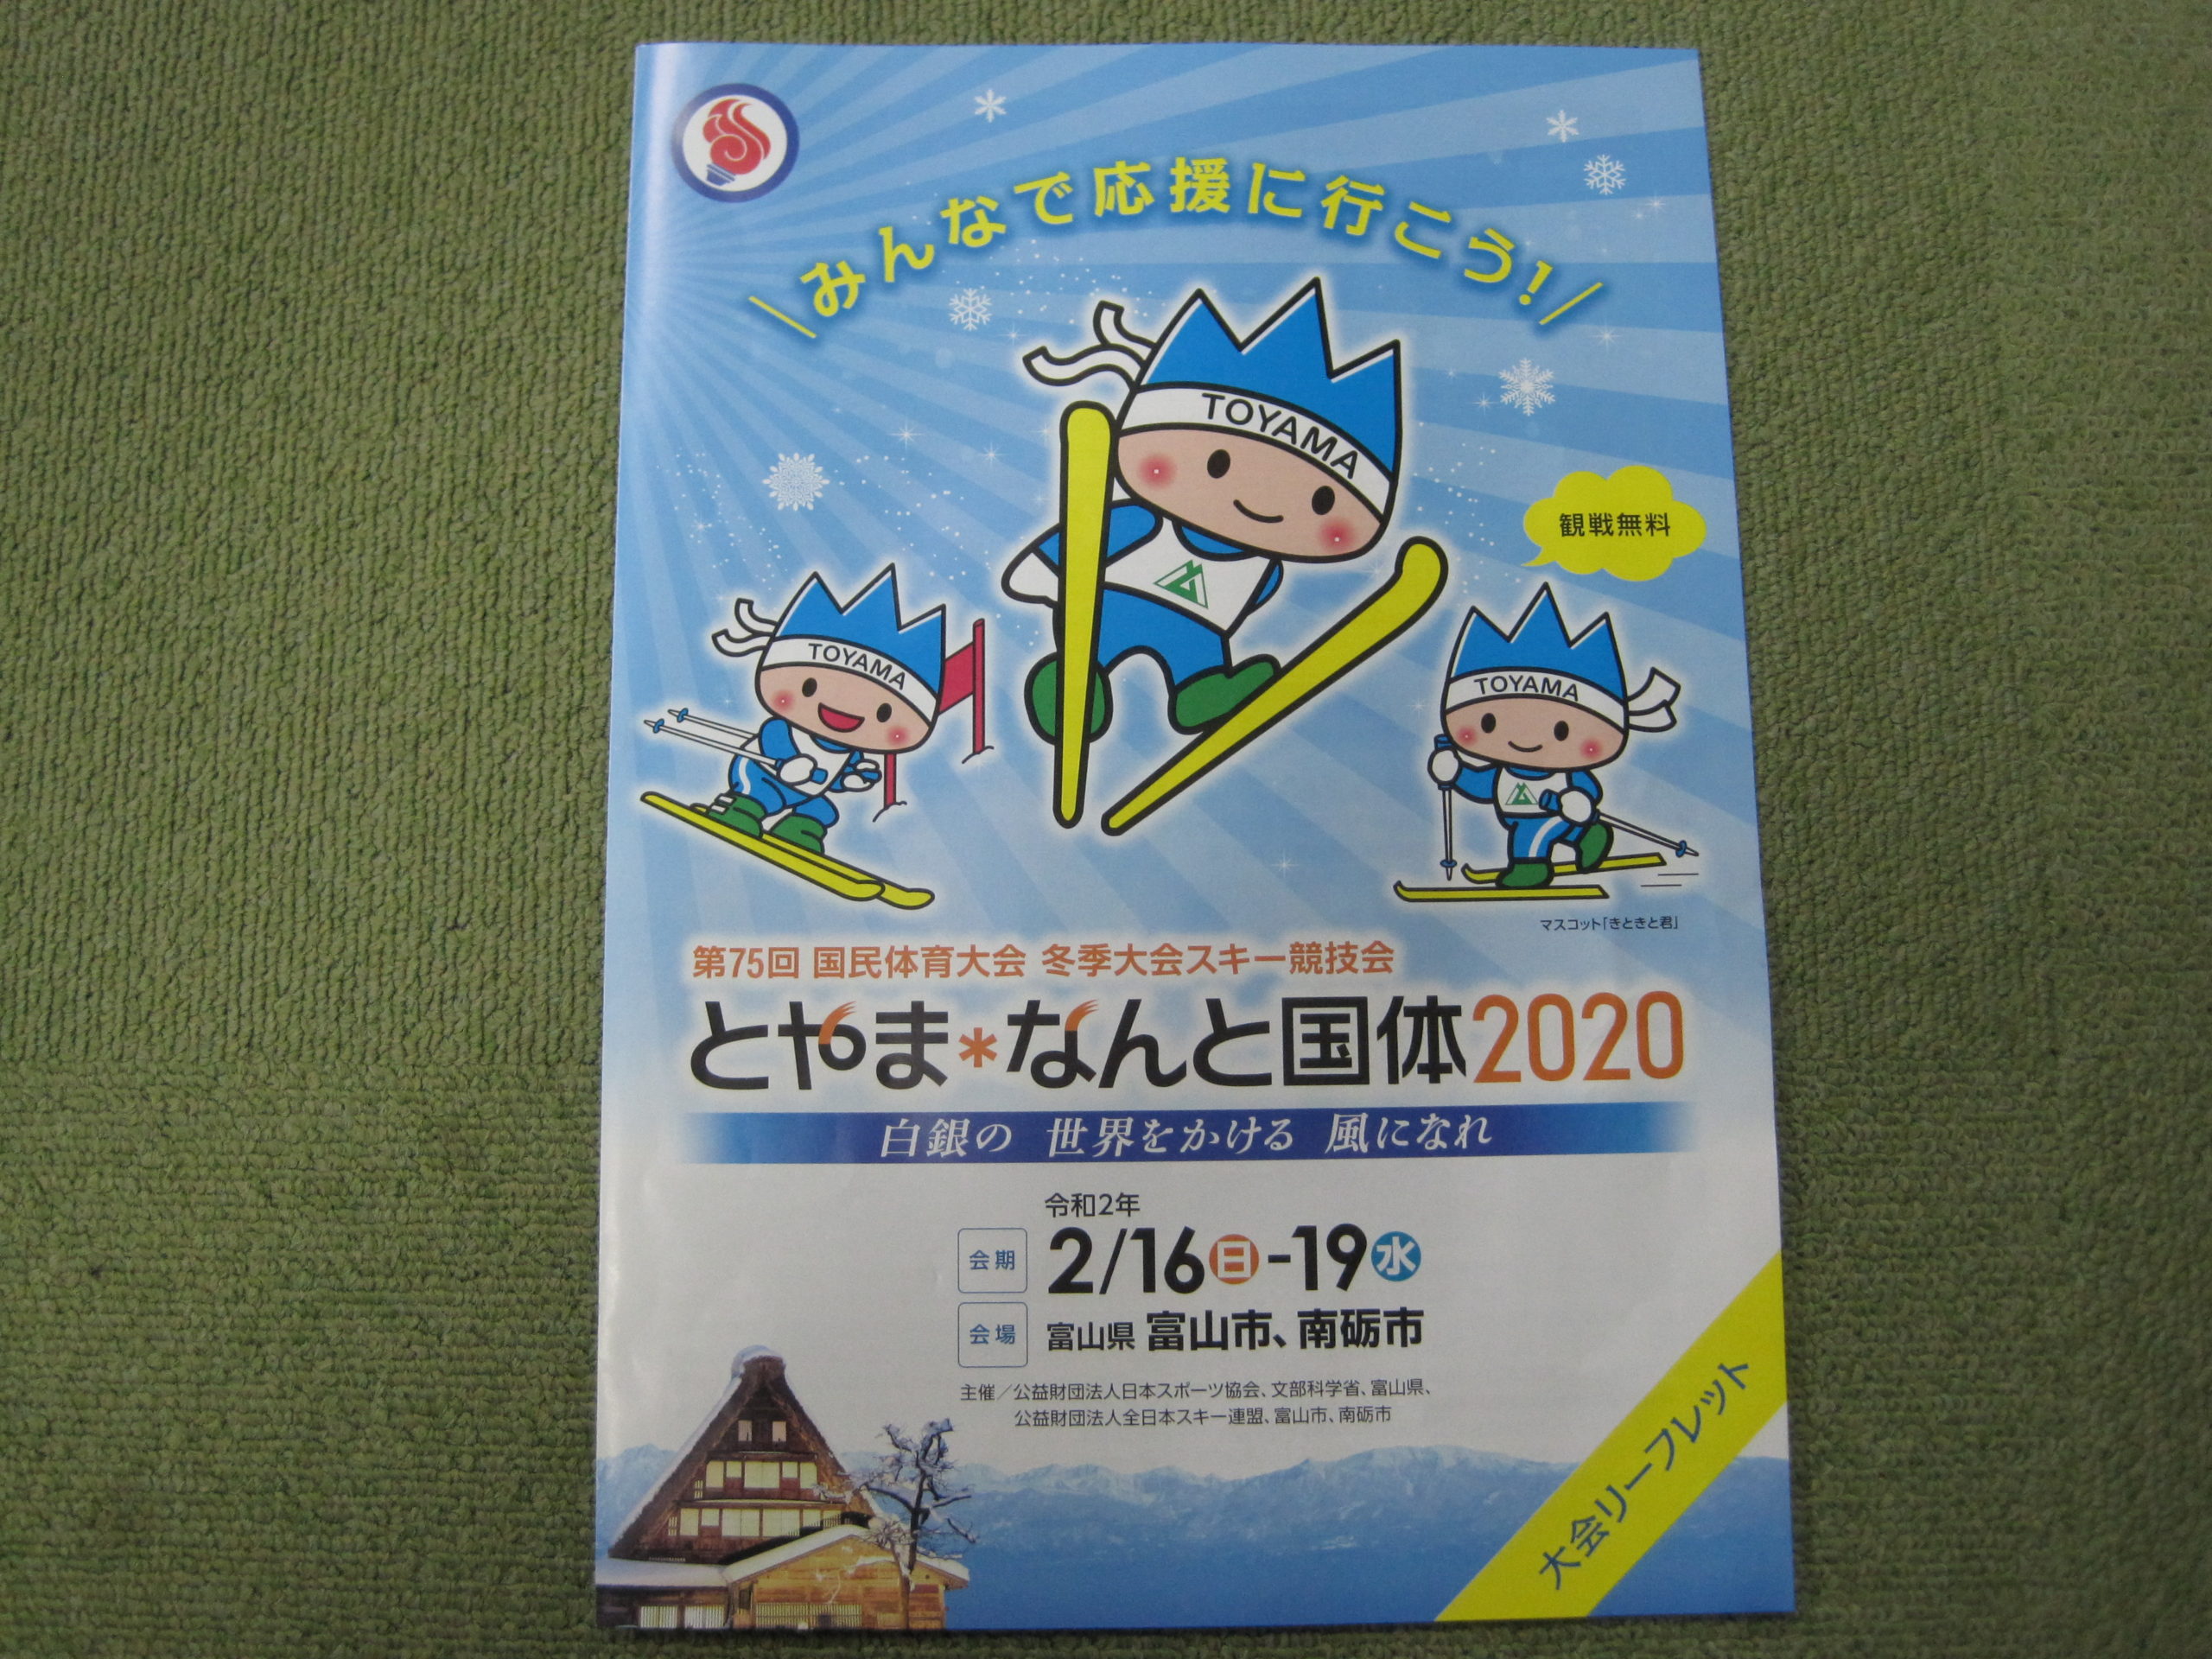 みんなで応援に行こう!
TOYAMA
観戦無料
TOYAMA
TOYAMA
マスコット「きときと君」
第75回 国民体育大会 冬季大会スキー競技会
とやま*なんと国体2020
白銀の 世界をかける 風になれ
令和2年
会期 2/16日-19水
会場 富山県 富山市、南砺市
主催/公益財団法人日本スポーツ協会、文部科学省、富山県、
公益財団法人全日本スキー連盟、富山市、南砺市
大会リーフレット